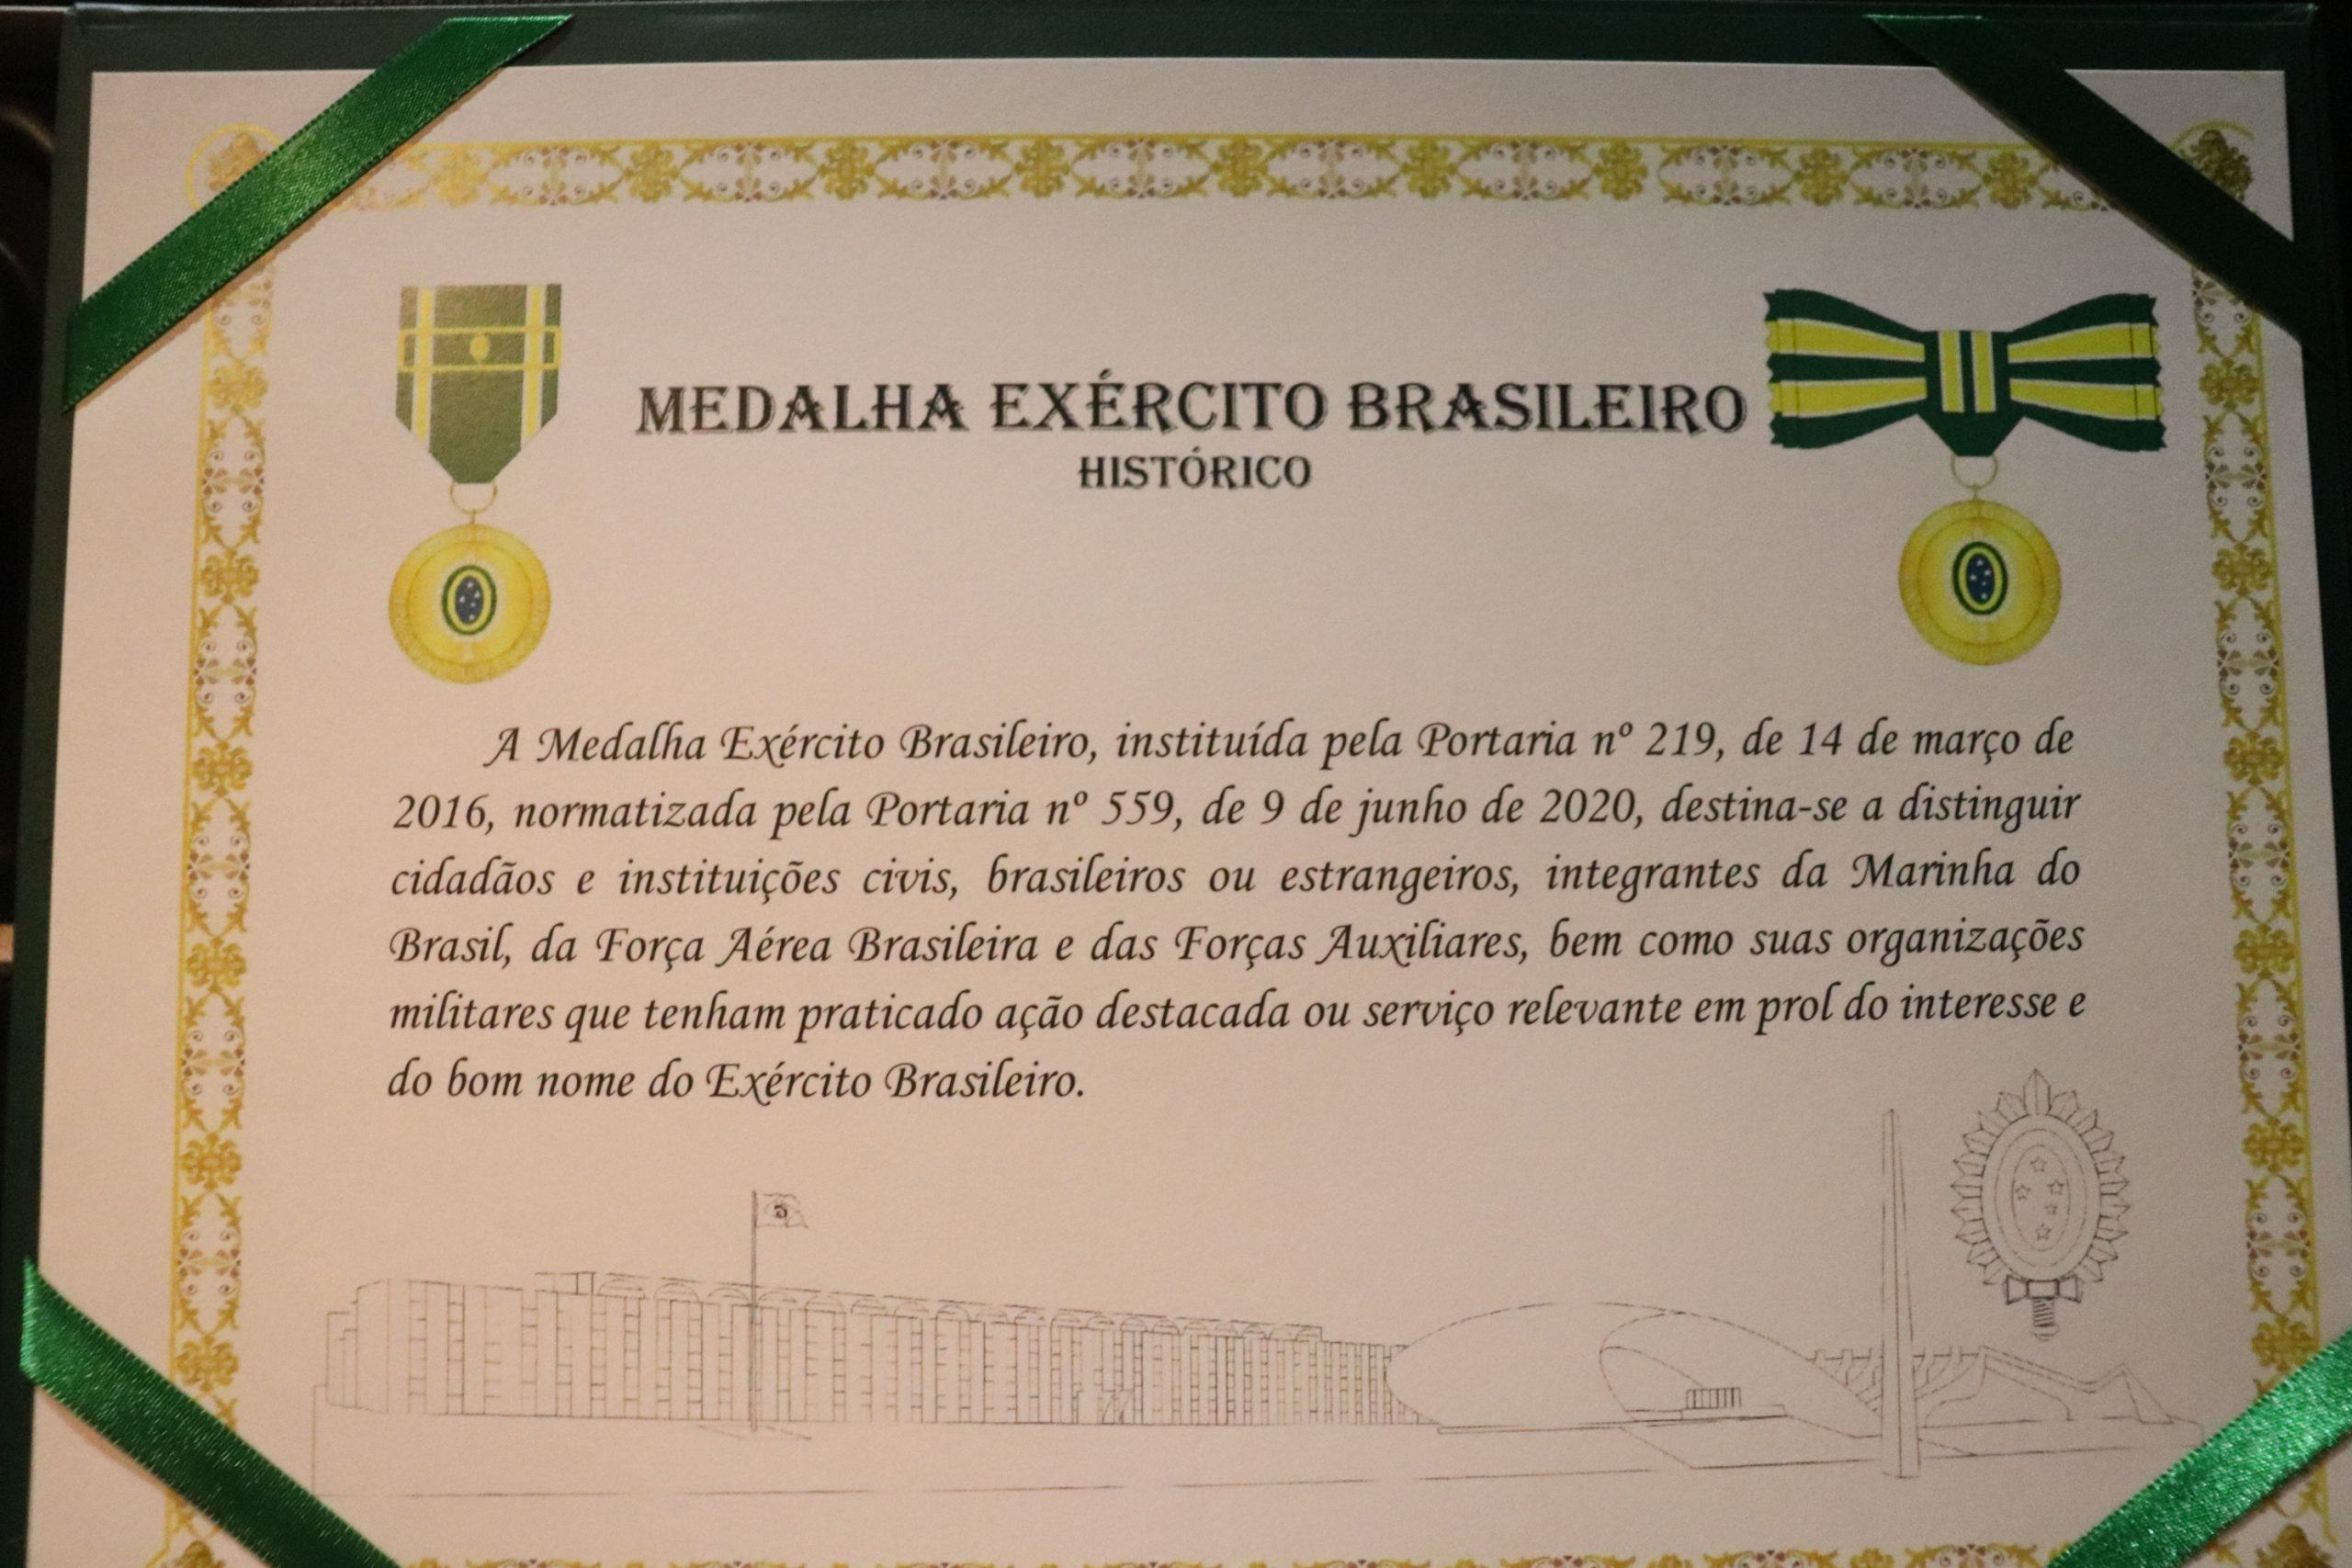 MEDALHA EXÉRCITO BRASILEIRO
HISTÓRICO
A Medalha Exército Brasileiro, instituída pela Portaria nº 219, de 14 de março de
2016, normatizada pela Portaria nº 559, de 9 de junho de 2020, destina-se a distinguir
cidadãos e instituições civis, brasileiros ou estrangeiros, integrantes da Marinha do
Brasil, da Força Aérea Brasileira e das Forças Auxiliares, bem como suas organizações
militares que tenham praticado ação destacada ou serviço relevante em prol do interesse e
do bom nome do Exército Brasileiro.